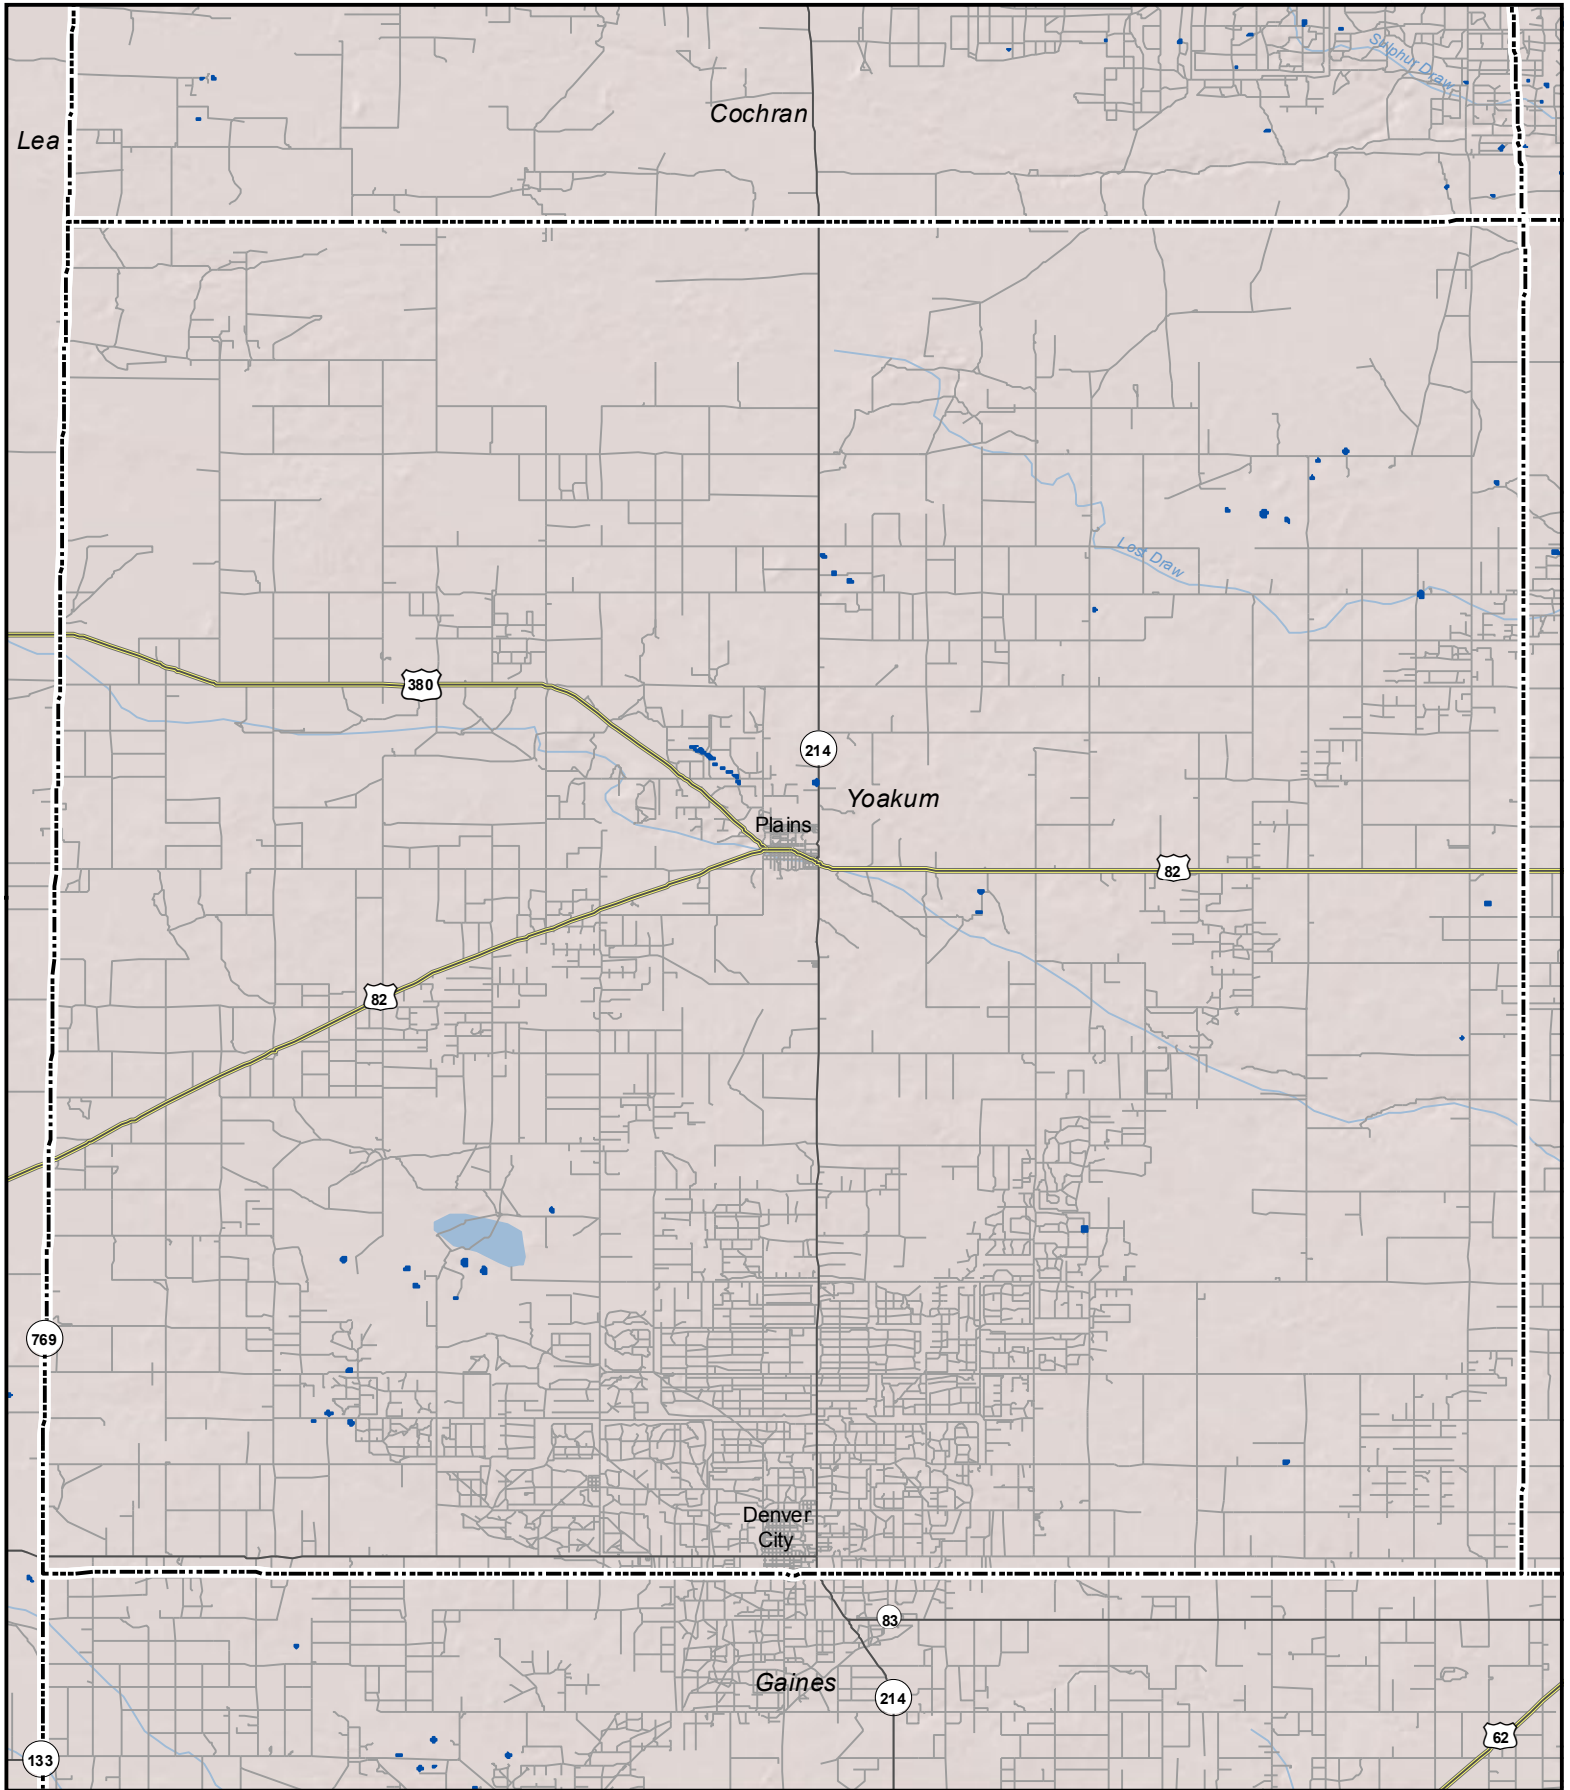 Sulphur Draw
Cochran
Lea
Lost Draw
380
214
Yoakum
Plains
82
82
769
Denver
City
83
Gaines
214
62
133